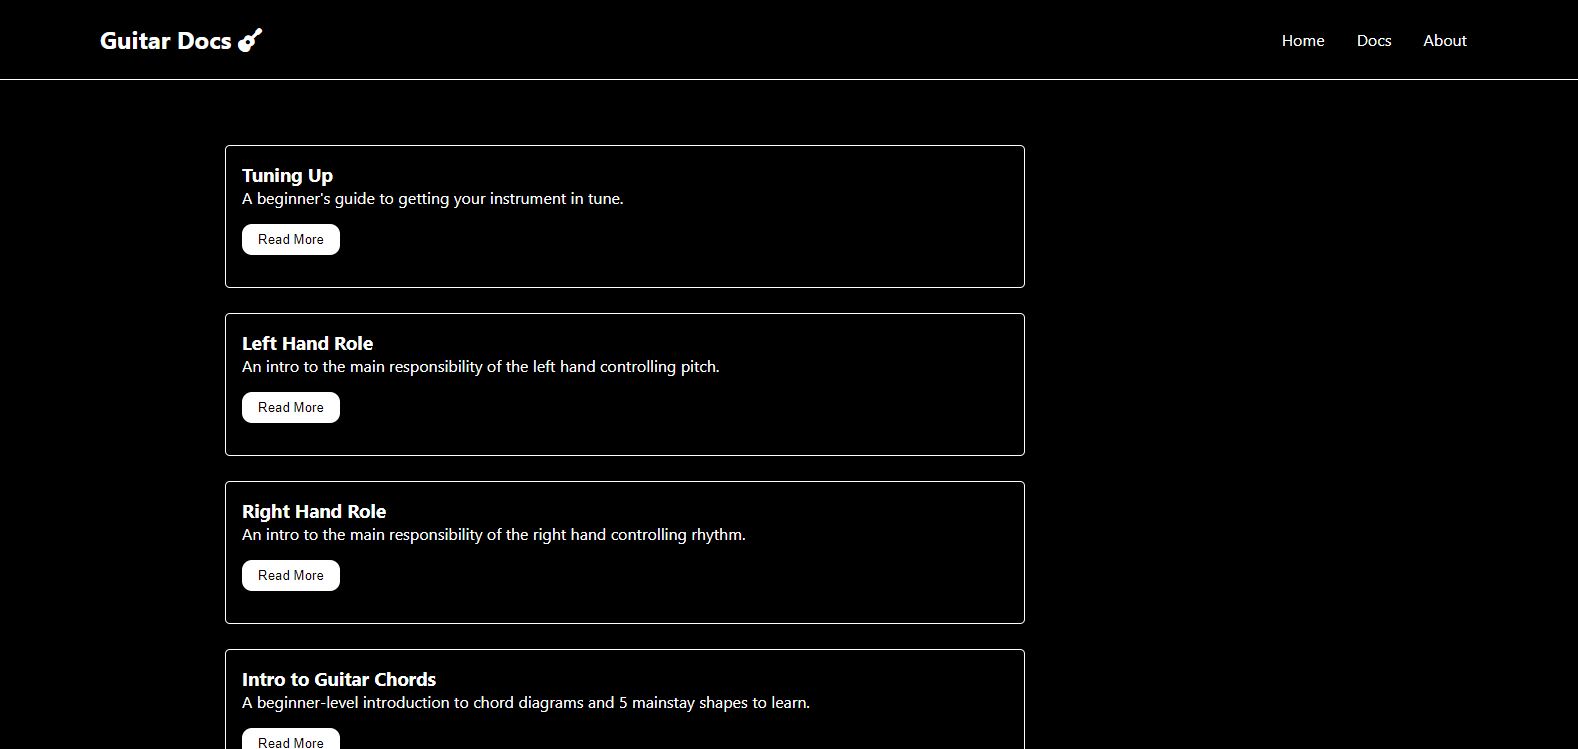 Guitar Docs
Home Docs About
Tuning Up
A beginner's guide to getting your instrument in tune.
Read More
Left Hand Role
An intro to the main responsibility of the left hand controlling pitch.
Read More
Right Hand Role
An intro to the main responsibility of the right hand controlling rhythm.
Read More
Intro to Guitar Chords
A beginner-level introduction to chord diagrams and 5 mainstay shapes to learn.
Read More